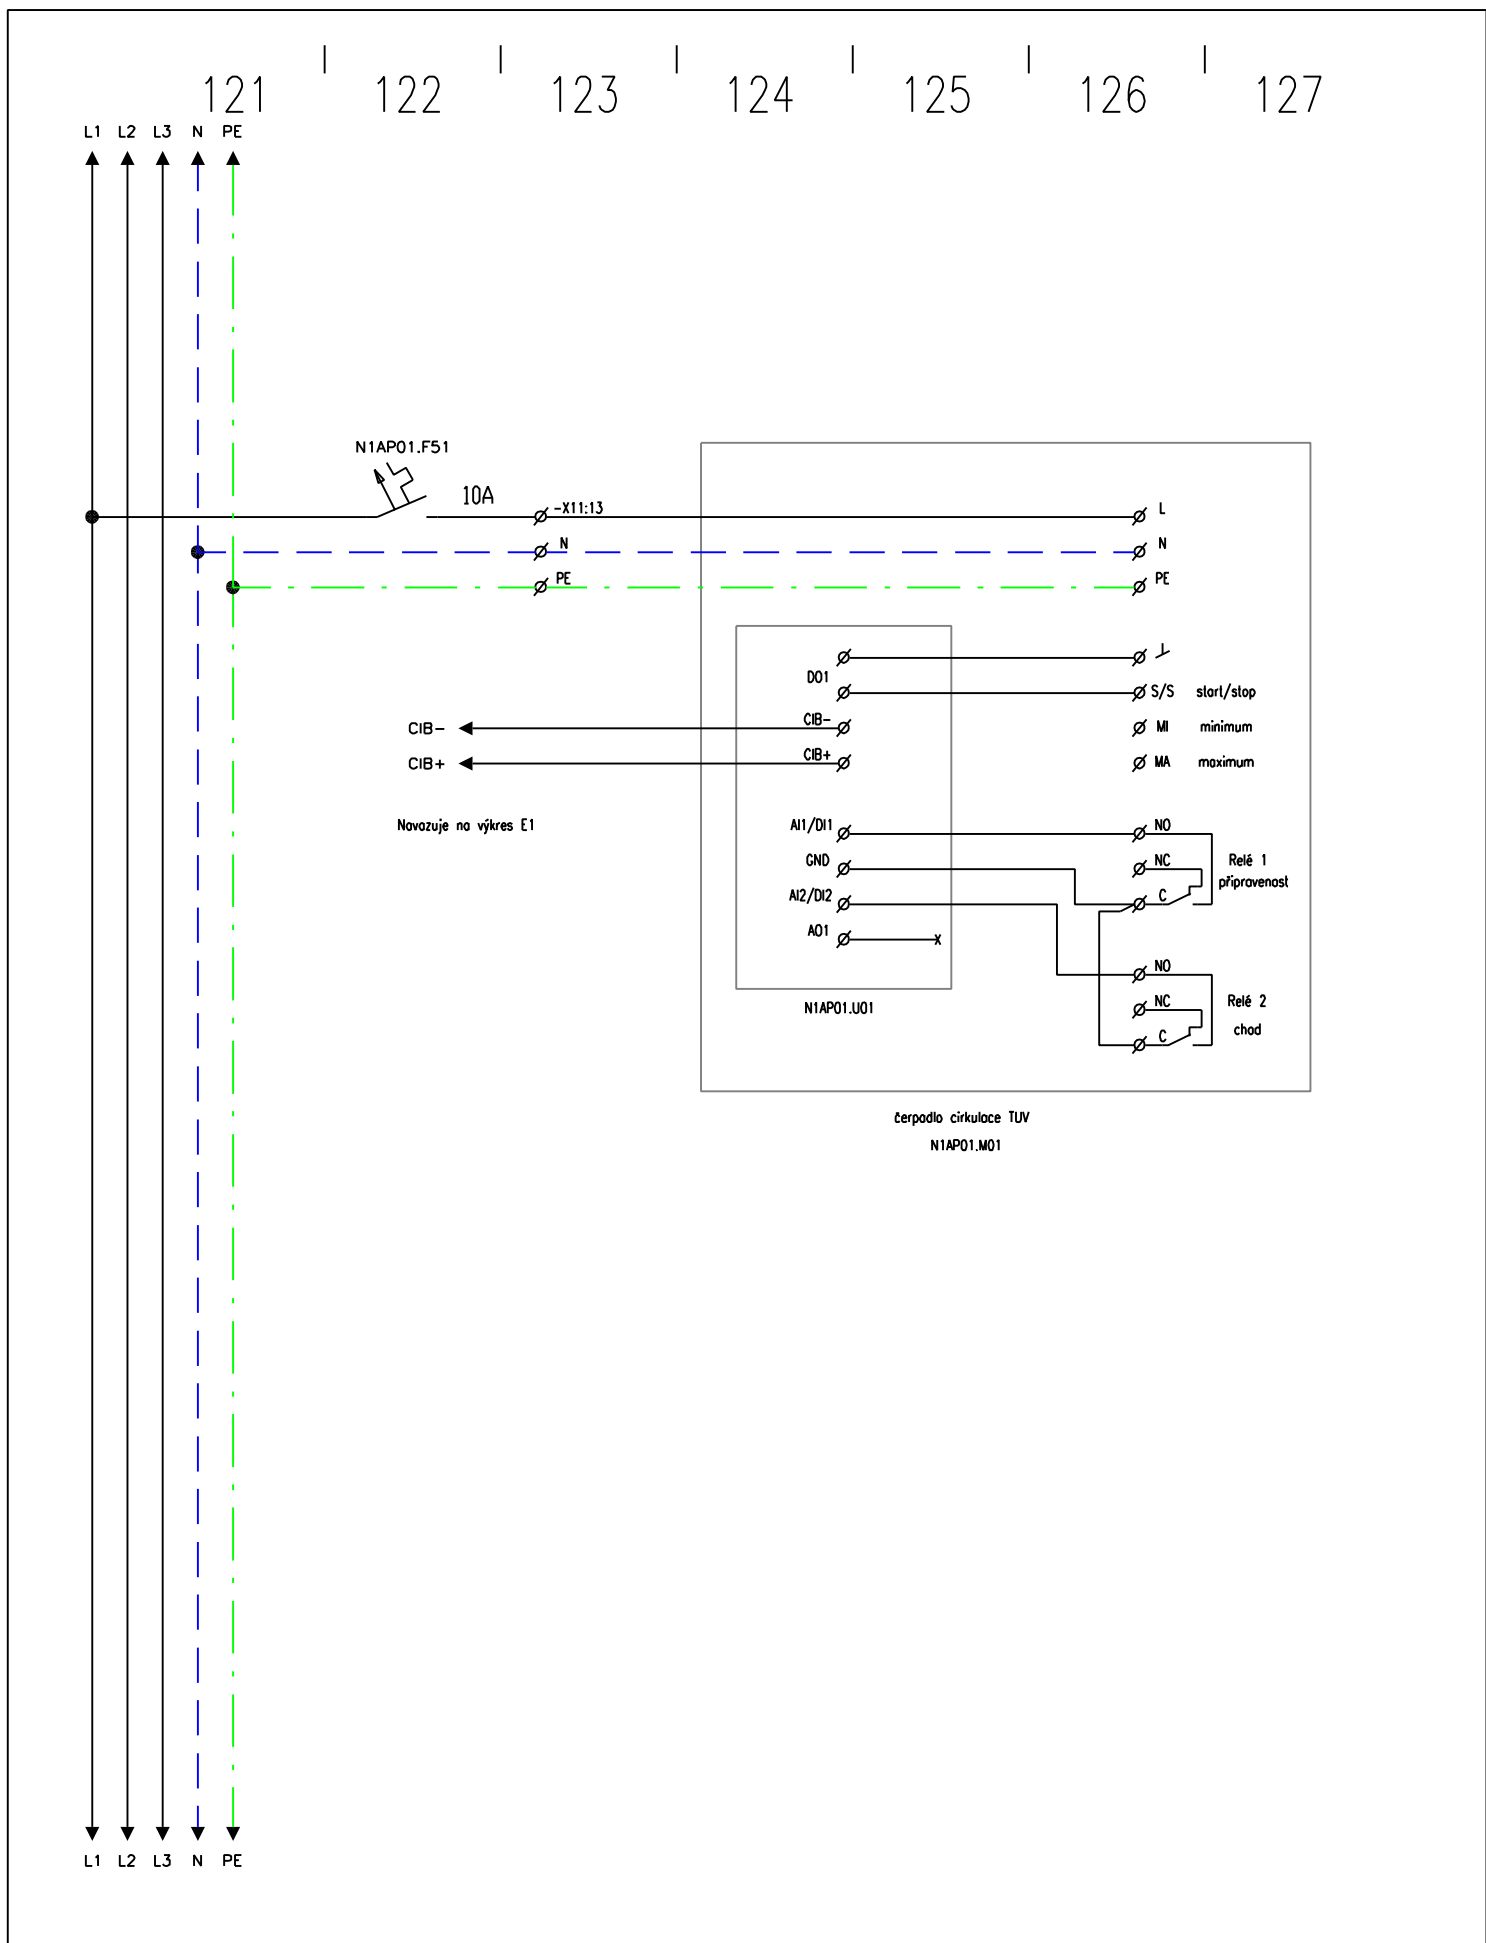 121 122 123 124 125 126 127
L1 L2 L3 N PE
N1AP01.F51
10A
-X11:13
L
N
N
PE
PE
DO1
S/S start/stop
CIB-
CIB-
MI minimum
CIB+
CIB+
MA maximum
Navazuje na výkres E1
AI1/DI1
NO
GND
NC
Relé 1
připravenost
AI2/DI2
C
AO1
NO
N1AP01.U01
NC
Relé 2
chod
C
čerpadlo cirkulace TUV
N1AP01.M01
L1 L2 L3 N PE